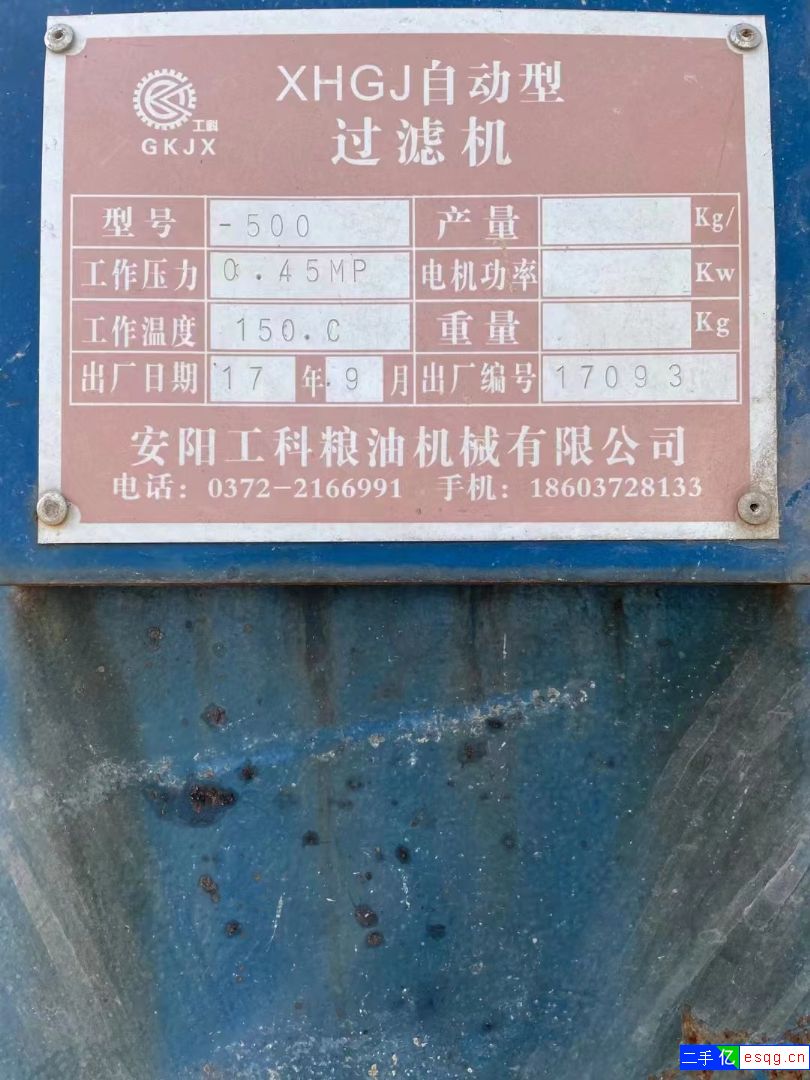 XHGJ自动型
工科
GKJX
过滤机
型号 -500 产量 Kg/
工作压力 0.45MP 电机功率 Kw
工作温度 150.C 重量 Kg
出厂日期 17年9月 出厂编号 17093
安阳工科粮油机械有限公司
电话: 0372-2166991 手机: 18603728133
二手亿 esqg.cn